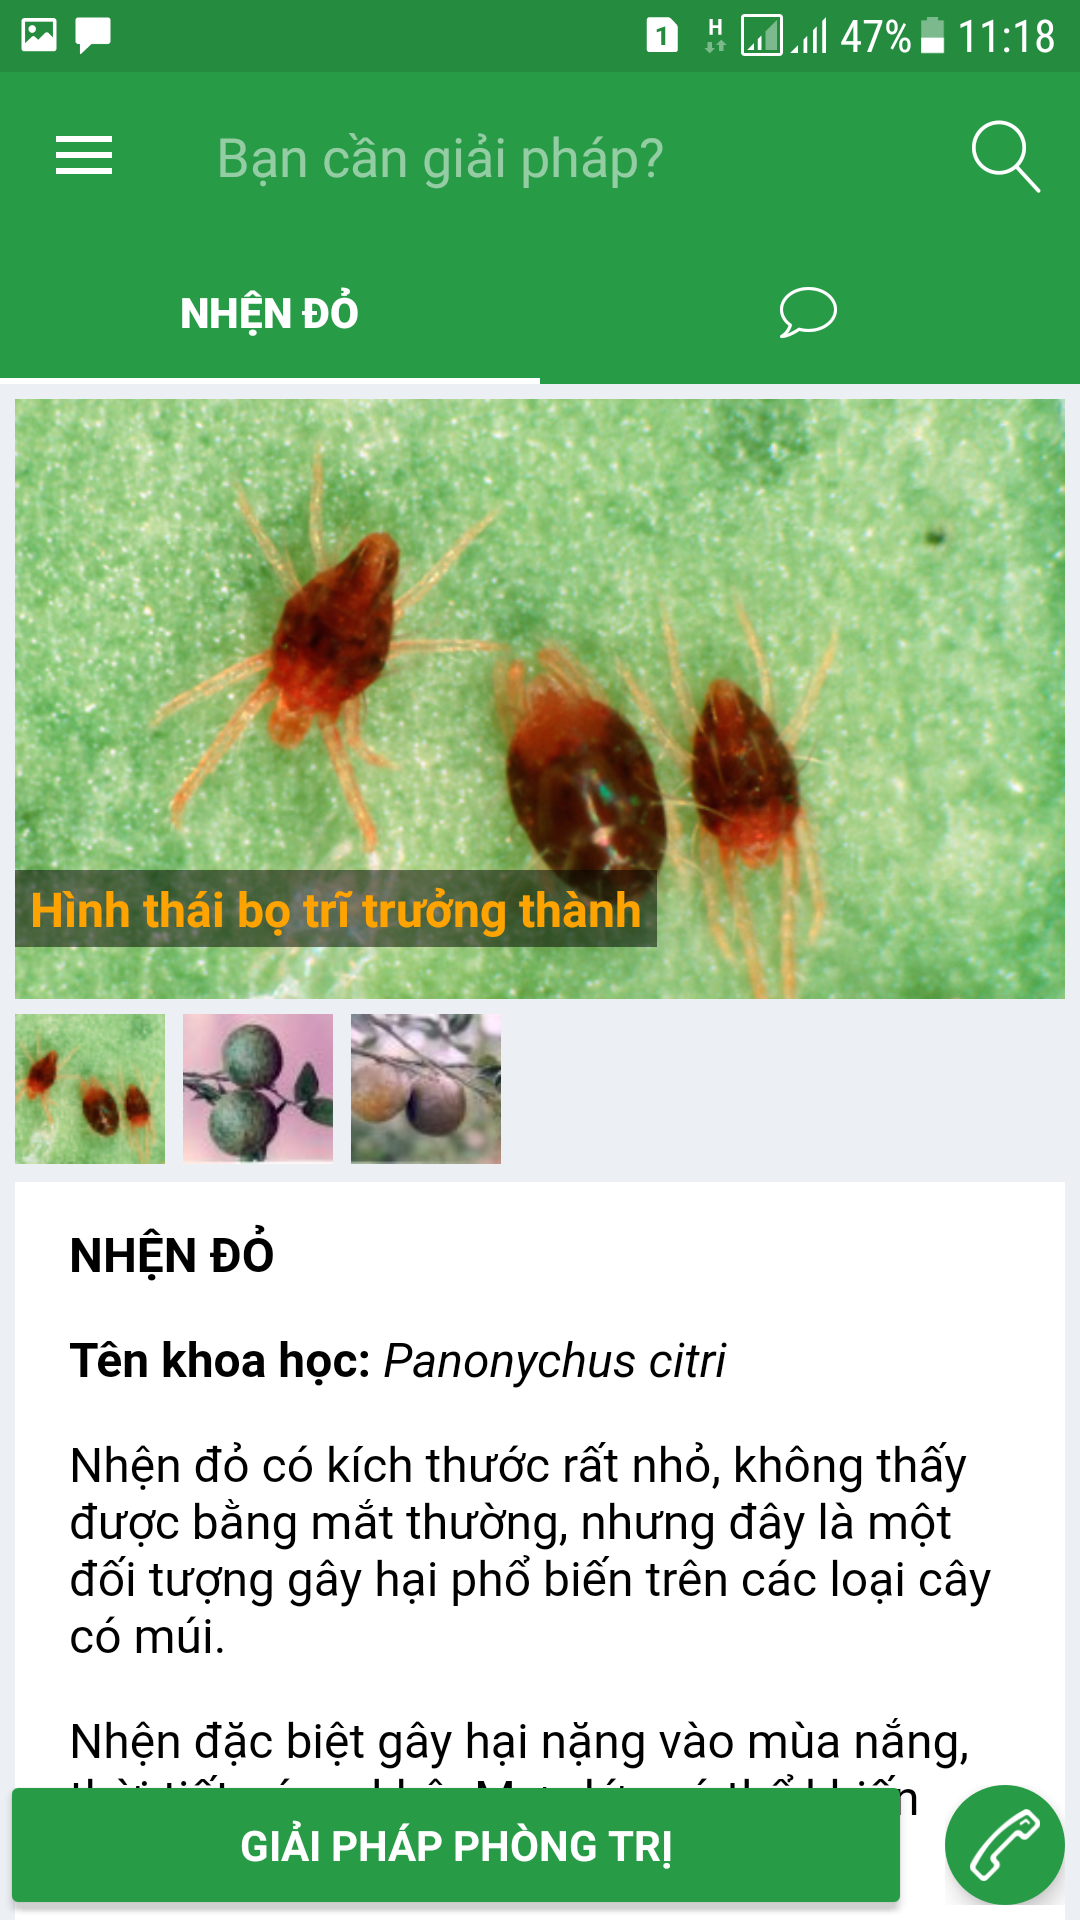 1 H 47% 11:18
Bạn cần giải pháp?
NHỆN ĐỎ
Hình thái bọ trĩ trưởng thành
NHỆN ĐỎ
Tên khoa học: Panonychus citri
Nhện đỏ có kích thước rất nhỏ, không thấy
được bằng mắt thường, nhưng đây là một
đối tượng gây hại phổ biến trên các loại cây
có múi.
Nhện đặc biệt gây hại nặng vào mùa nắng,
GIẢI PHÁP PHÒNG TRỊ